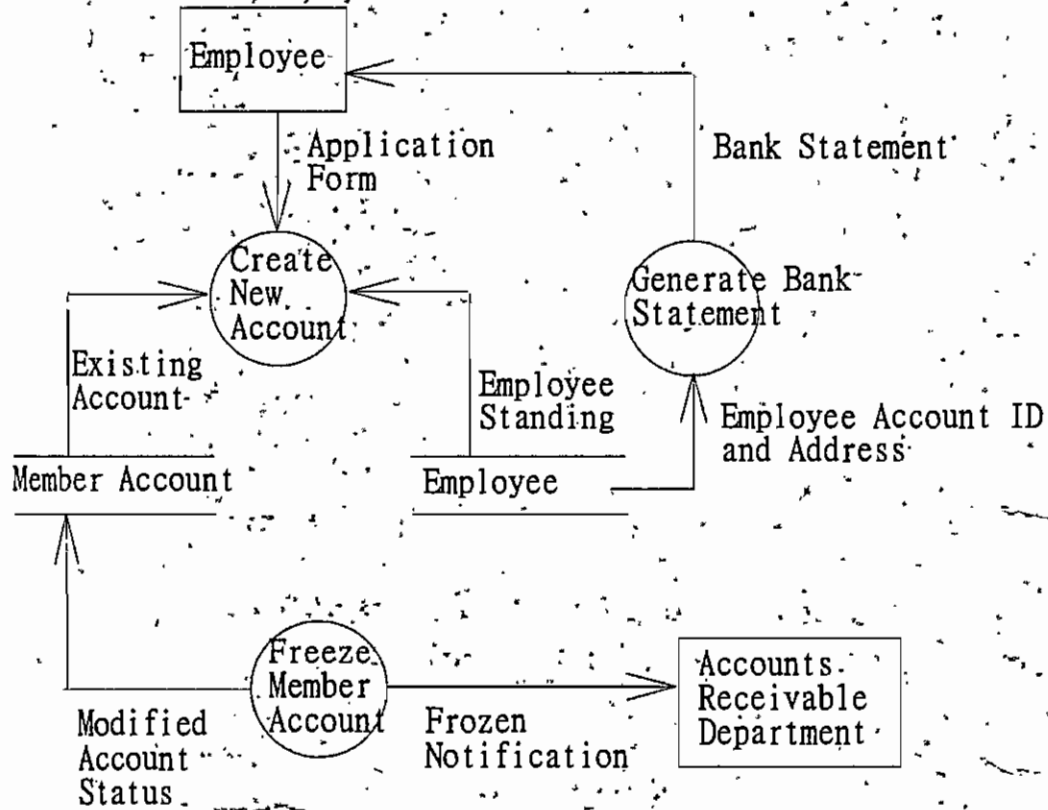 Employee
Application
Form
Bank Statement
Create
New
Account
Generate Bank
Statement
Existing
Account
Employee
Standing
Employee Account ID
and Address
Member Account
Employee
Freeze
Member
Account
Accounts
Receivable
Department
Modified
Account
Status
Frozen
Notification